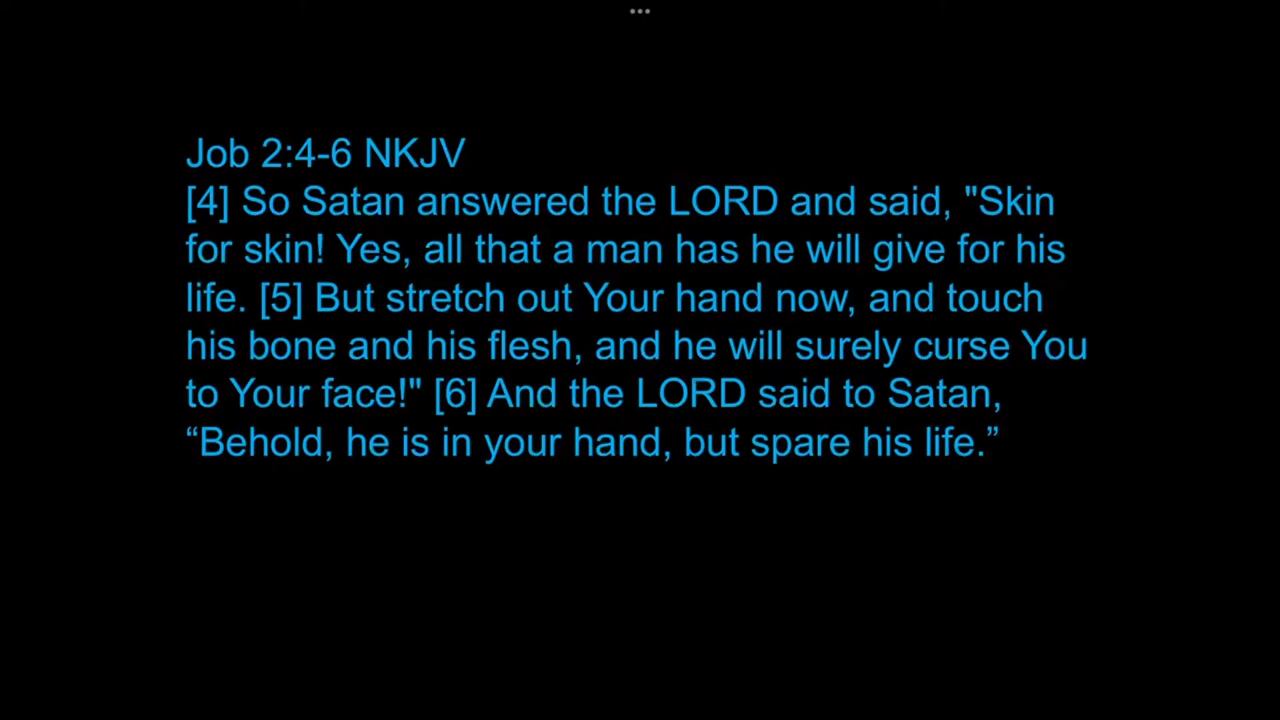 Job 2:4-6 NKJV
[4] So Satan answered the LORD and said, "Skin
for skin! Yes, all that a man has he will give for his
life. [5] But stretch out Your hand now, and touch
his bone and his flesh, and he will surely curse You
to Your face!" [6] And the LORD said to Satan,
“Behold, he is in your hand, but spare his life.”